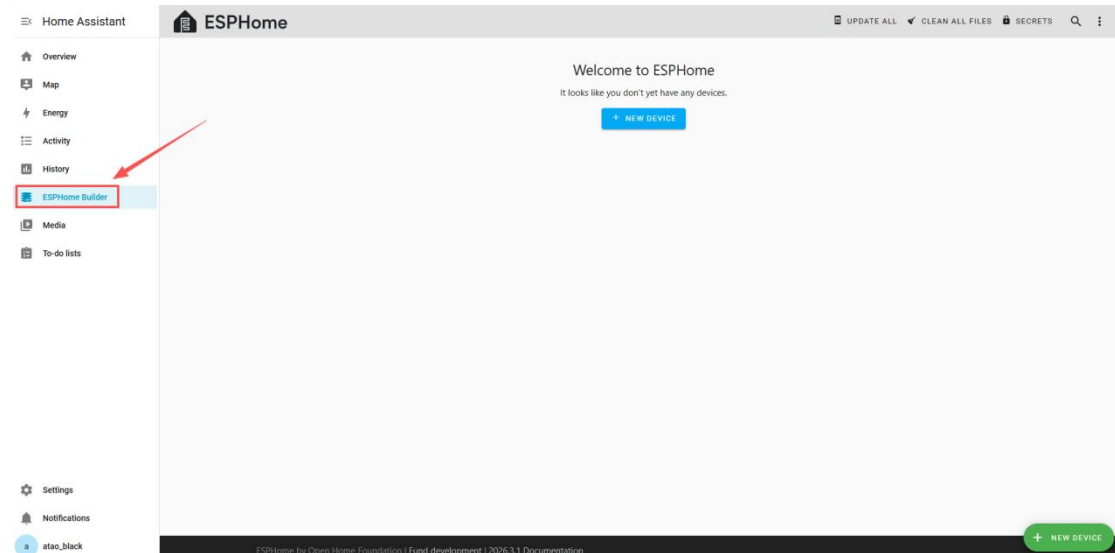 Home Assistant
ESPHome
UPDATE ALL
CLEAN ALL FILES
SECRETS
Overview
Map
Energy
Activity
History
ESPHome Builder
Media
To-do lists
Welcome to ESPHome
It looks like you don't yet have any devices.
+ NEW DEVICE
Settings
Notifications
a atao_black
ESPHome by Open Home Foundation | Fund development | 2026.3.1 Documentation
+ NEW DEVICE